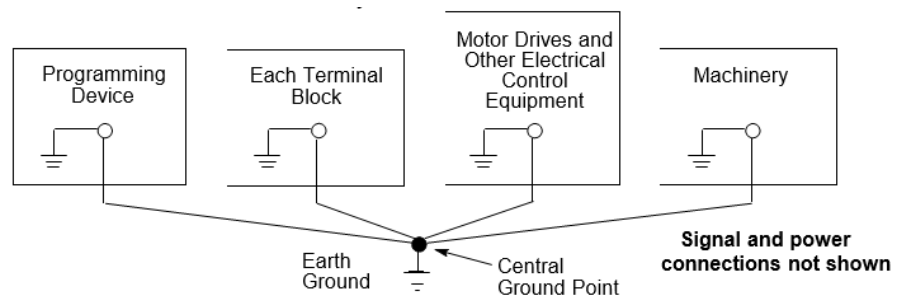 Programming
Device
Each Terminal
Block
Motor Drives and
Other Electrical
Control
Equipment
Machinery
Earth
Ground
Central
Ground Point
Signal and power
connections not shown